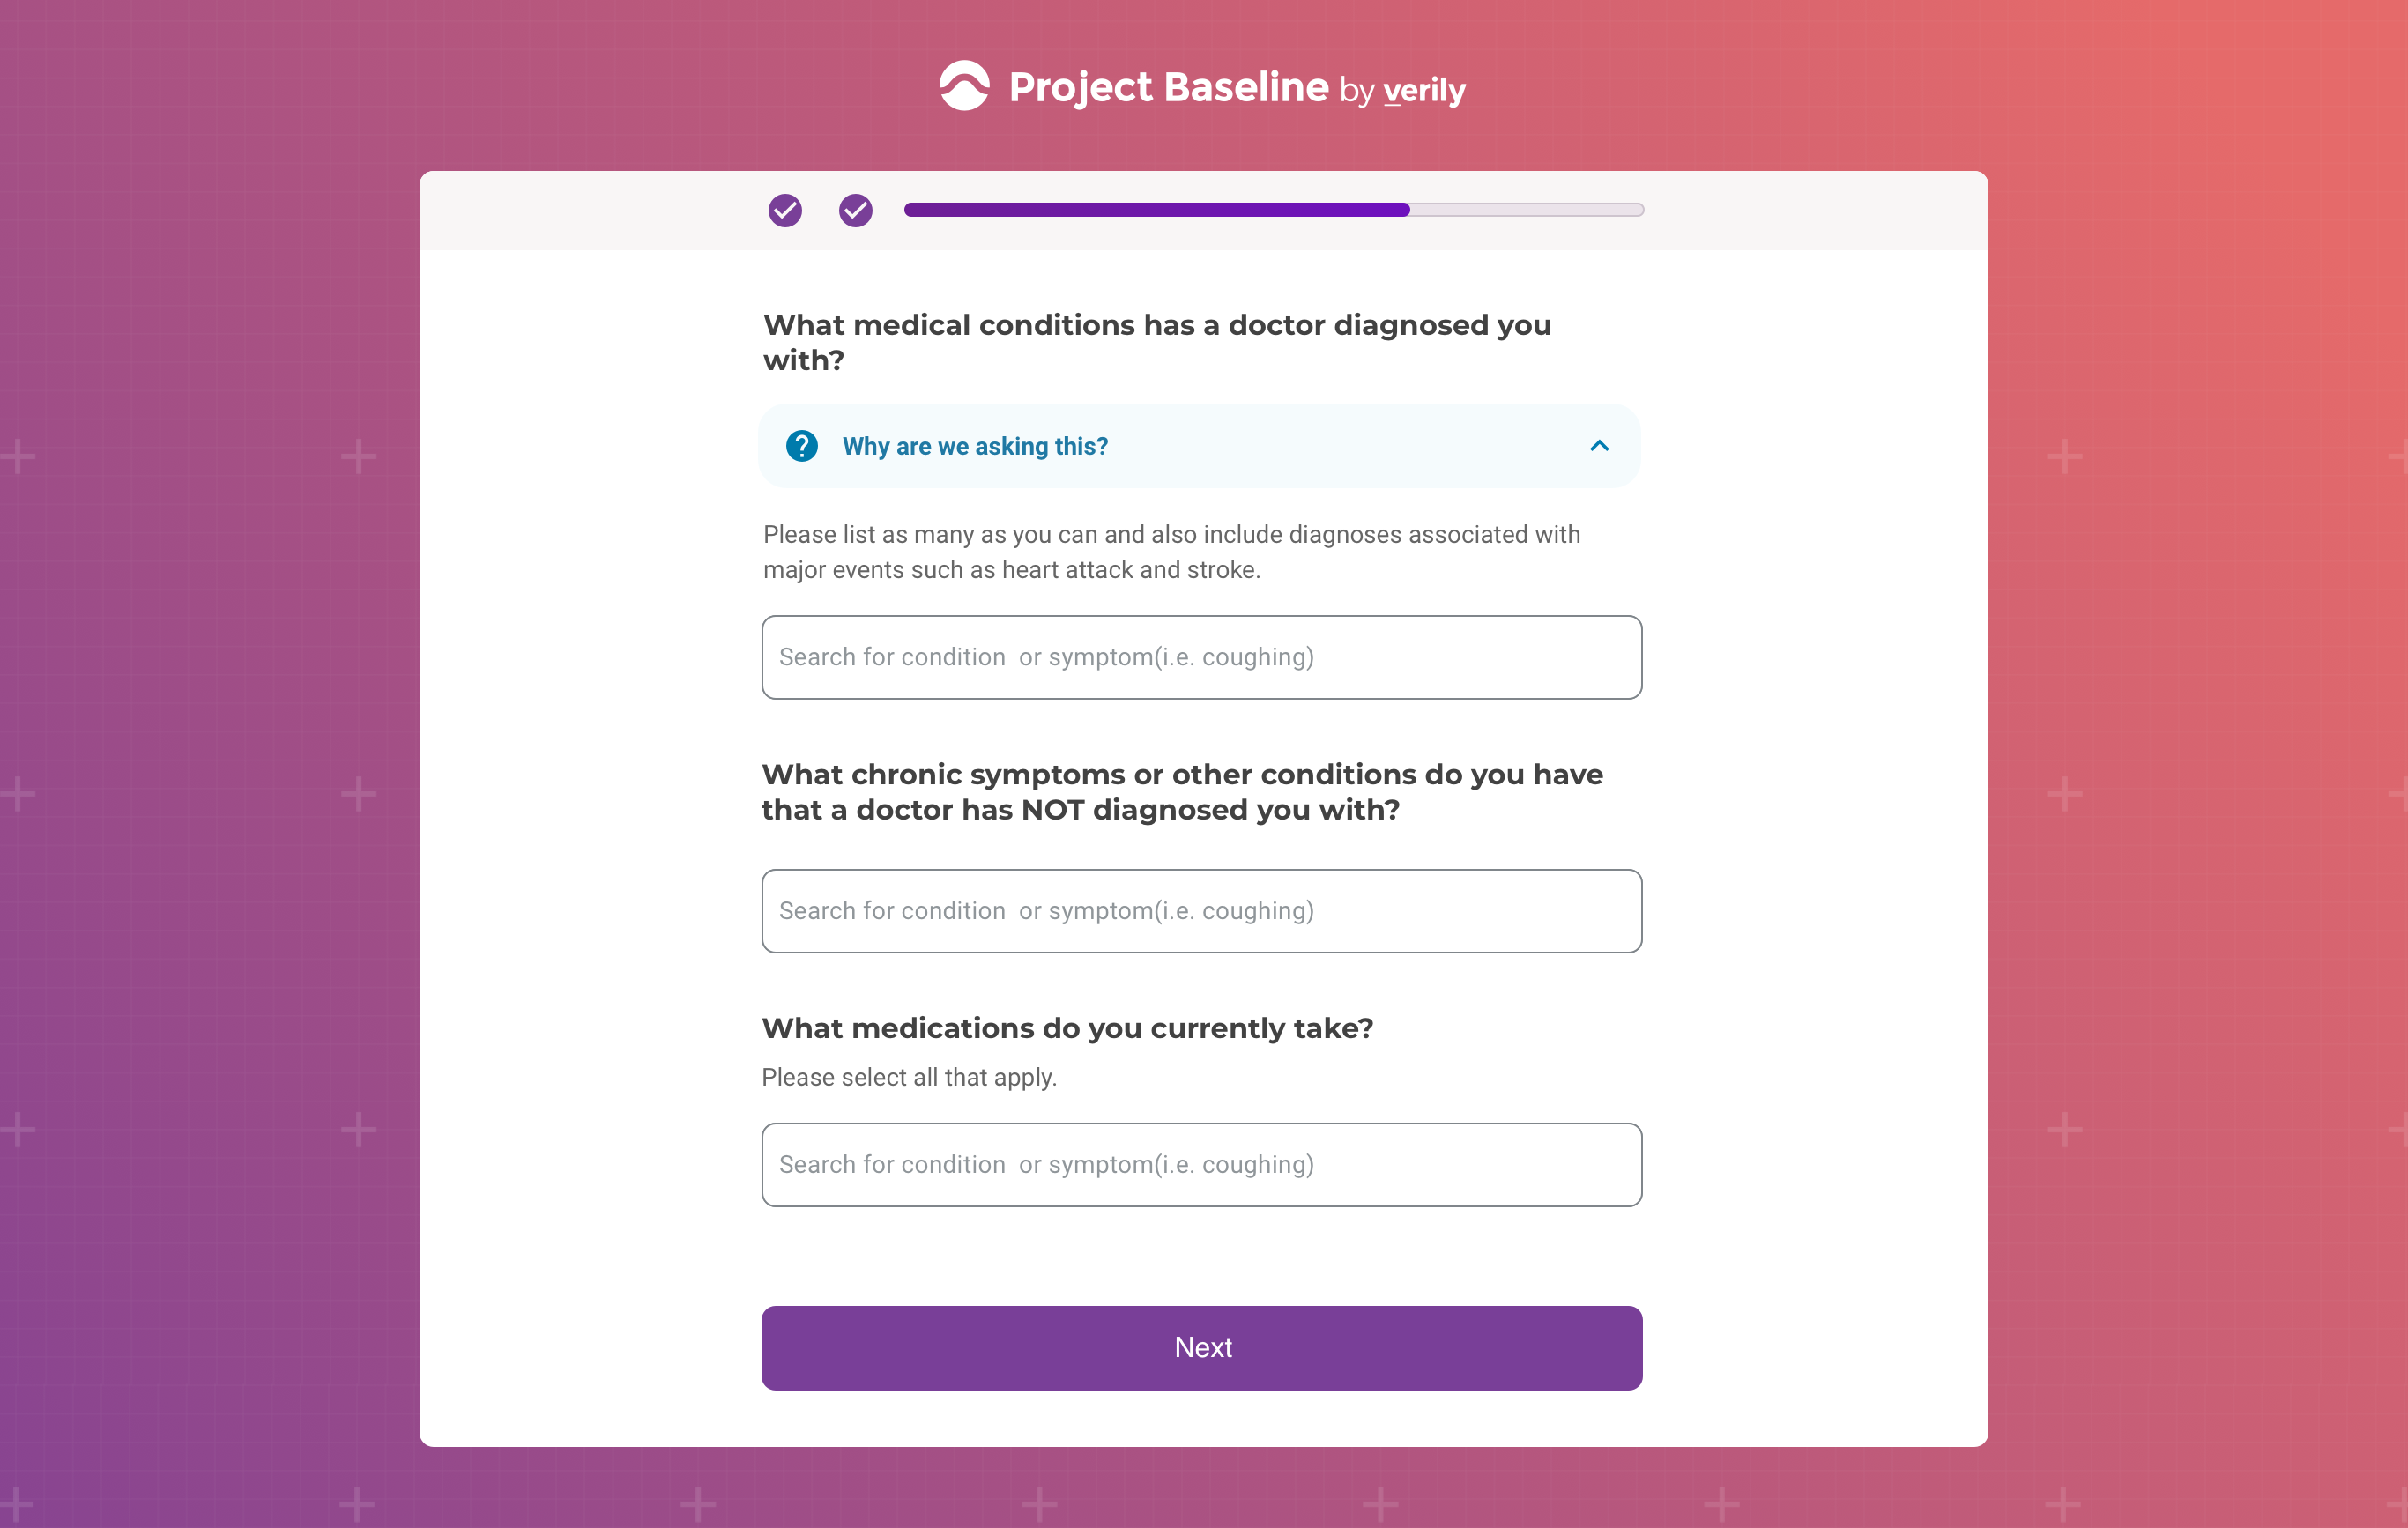 Project Baseline by verily
What medical conditions has a doctor diagnosed you
with?
Why are we asking this?
Please list as many as you can and also include diagnoses associated with
major events such as heart attack and stroke.
Search for condition  or symptom(i.e. coughing)
What chronic symptoms or other conditions do you have
that a doctor has NOT diagnosed you with?
Search for condition  or symptom(i.e. coughing)
What medications do you currently take?
Please select all that apply.
Search for condition  or symptom(i.e. coughing)
Next